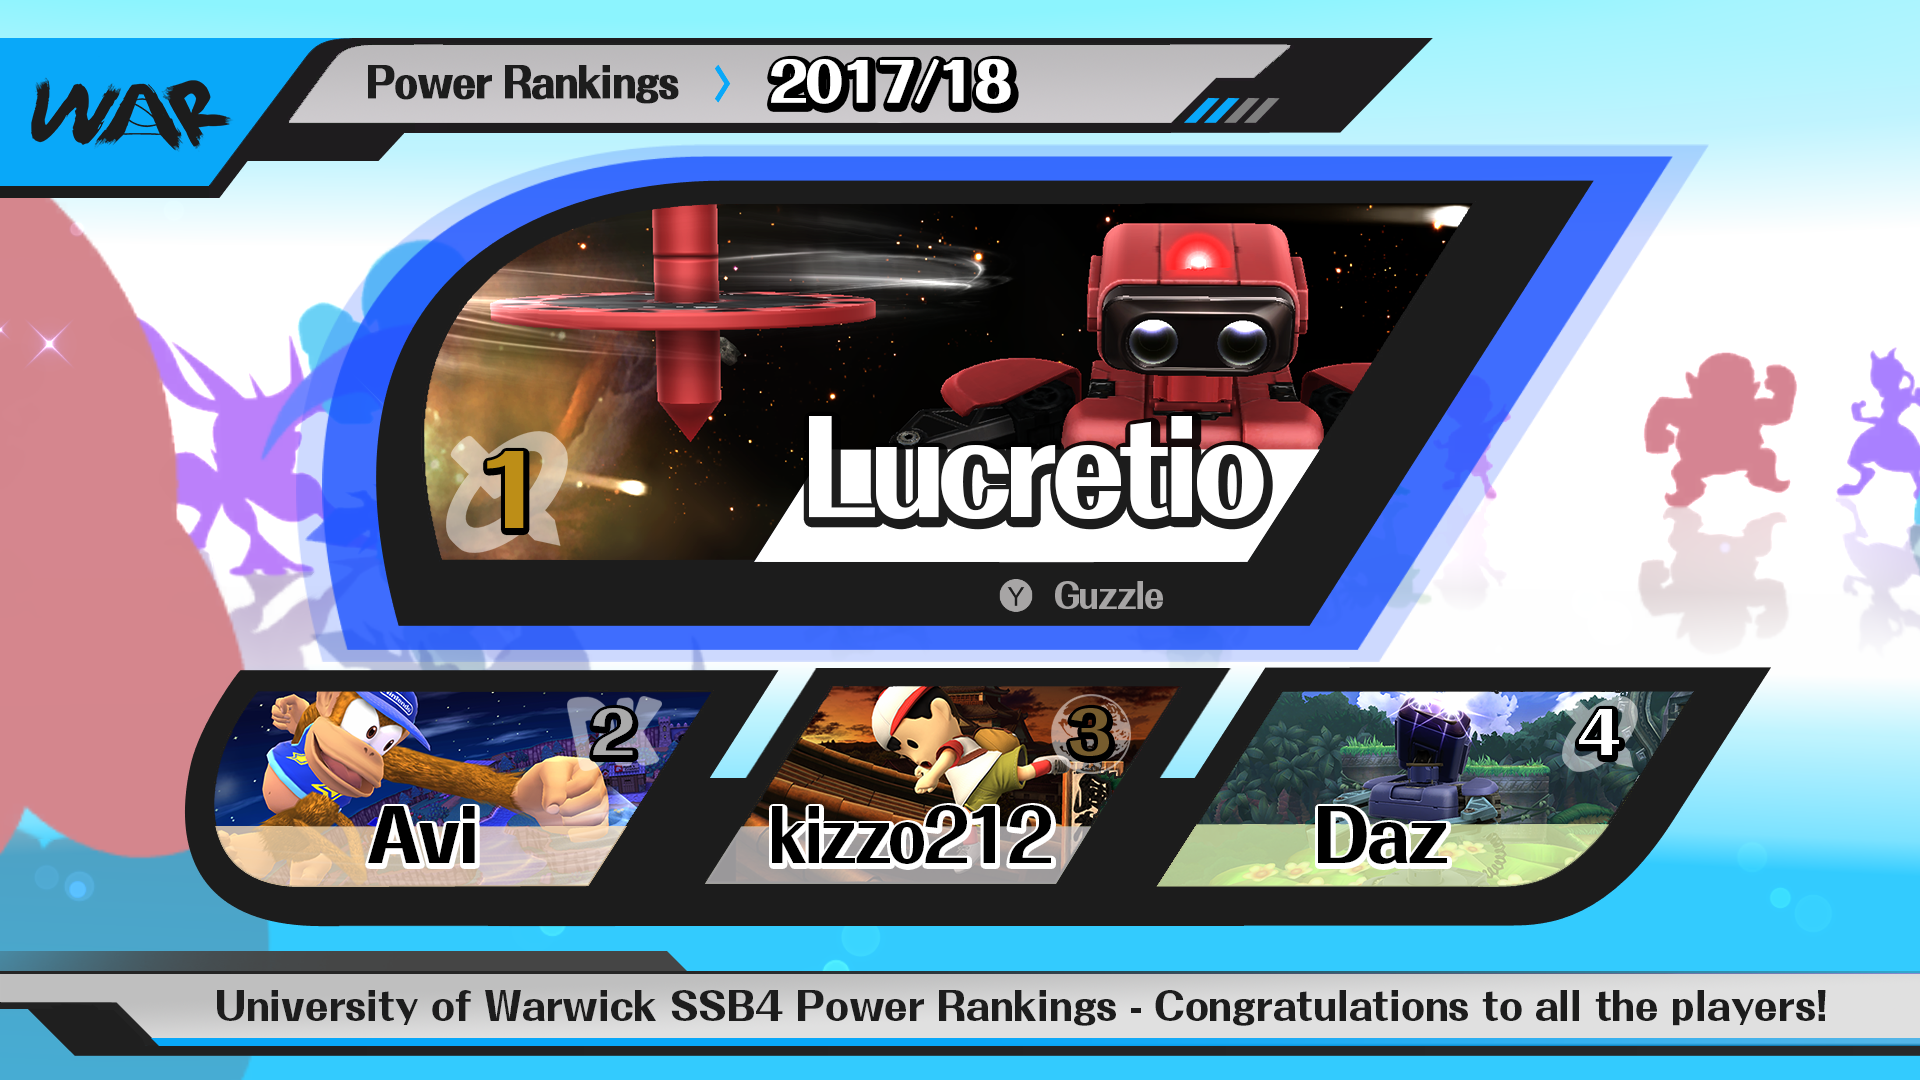 WAR
Power Rankings > 2017/18
1
Lucretio
Y Guzzle
2
Avi
3
kizzo212
4
Daz
University of Warwick SSB4 Power Rankings - Congratulations to all the players!